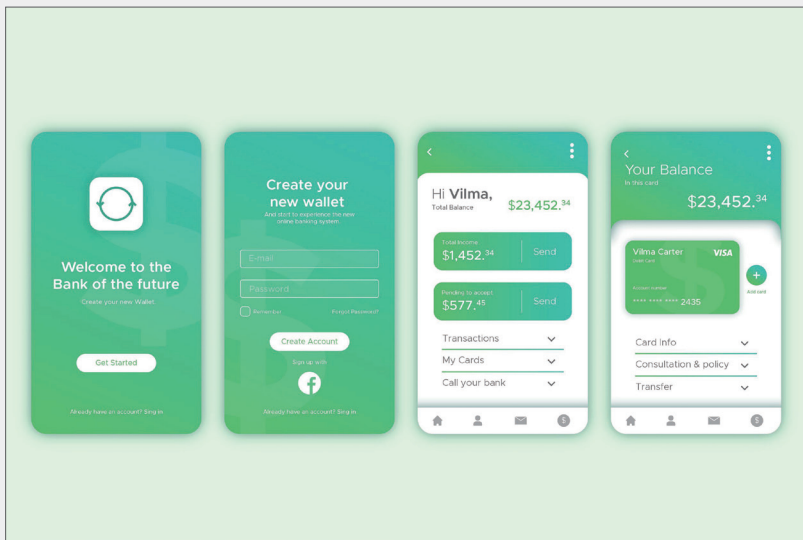 Welcome to the
Bank of the future
Create your new Wallet.
Get Started
Already have an account? Sing In
Create your
new wallet
And start to experience the new
online banking system.
E-mail
Password
Remember
Forgot Password?
Create Account
Sign up with
f
Already have an account? Sing In
Hi Vilma,
Total Balance
$23,452.34
Total Income
$1,452.34
Send
Pending to accept
$577.45
Send
Transactions
My Cards
Call your bank
$
Your Balance
In this card
$23,452.34
Vilma Carter
VISA
Debit Card
Account number
**** **** **** 2435
Add card
Card Info
Consultation & policy
Transfer
$